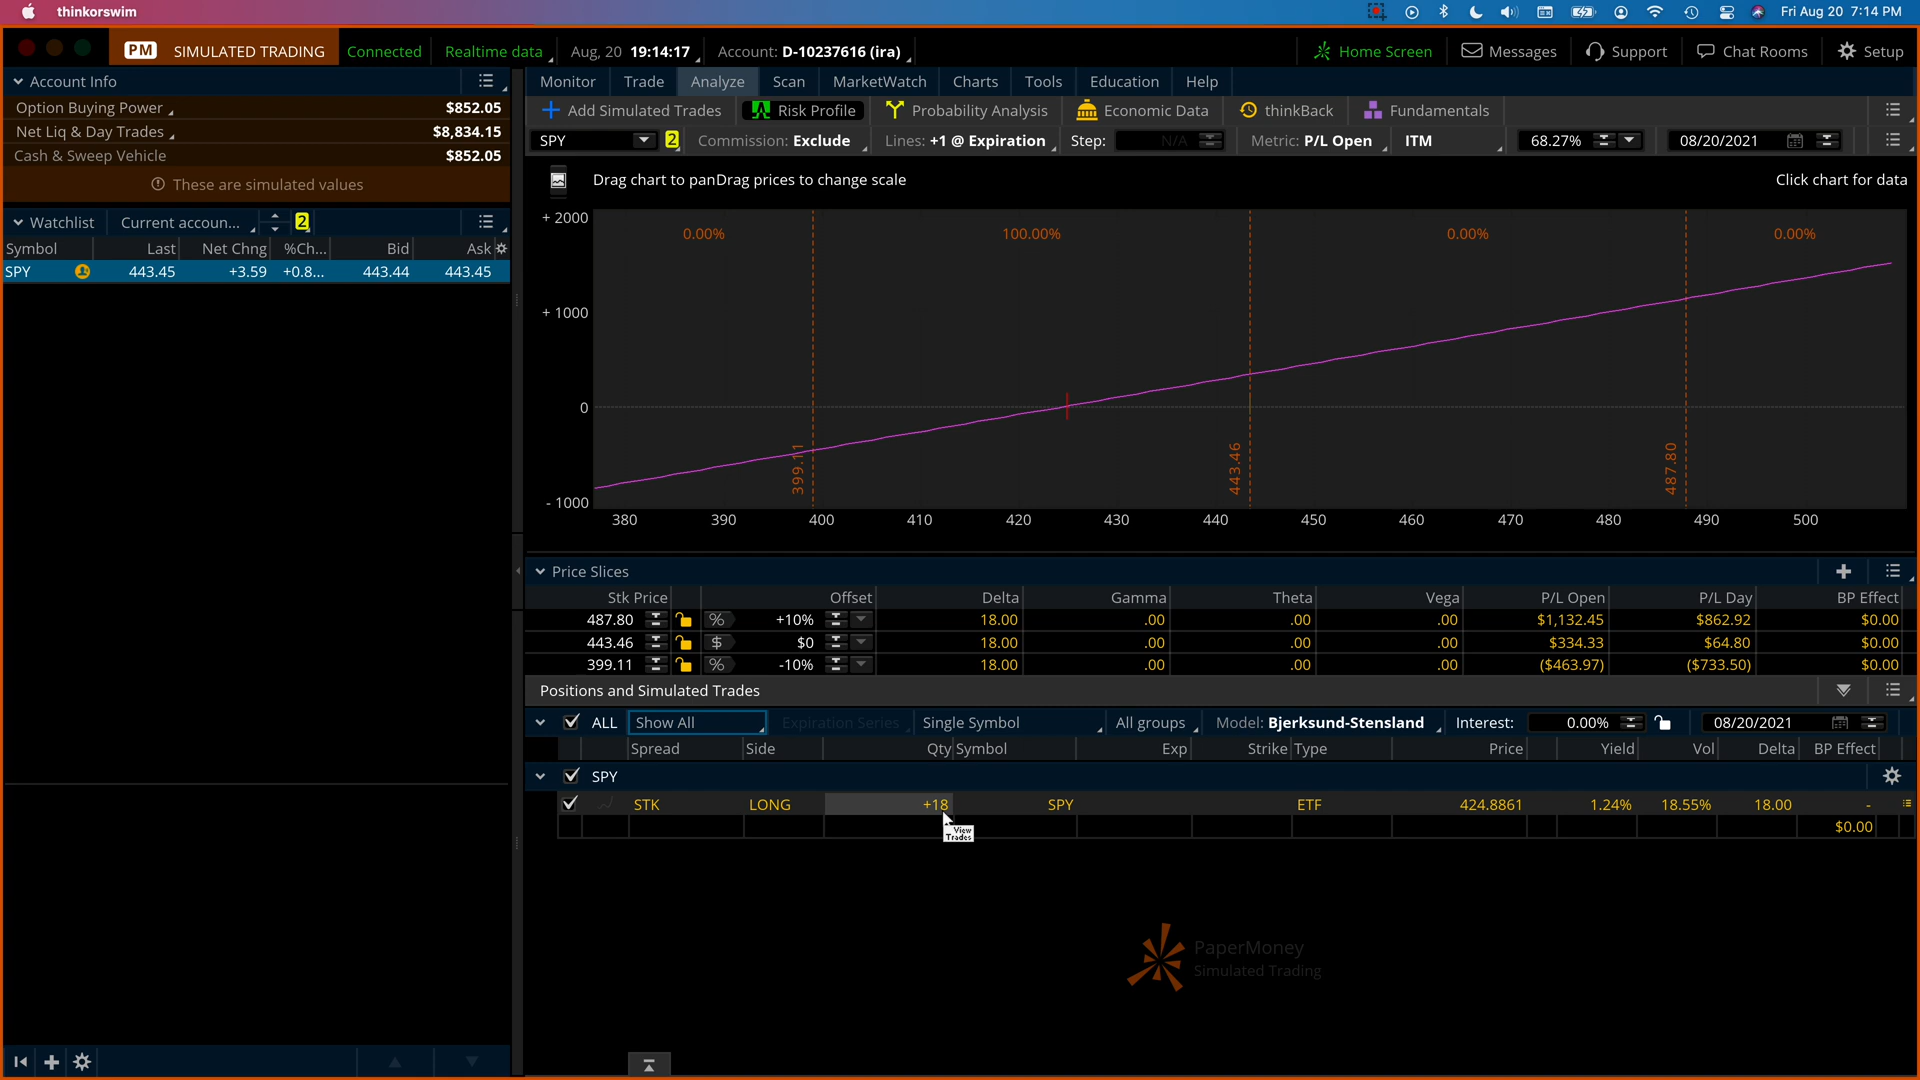 thinkorswim
Fri Aug 20 7:14 PM
PM SIMULATED TRADING Connected Realtime data Aug, 20 19:14:17 Account: D-10237616 (ira) Home Screen Messages Support Chat Rooms Setup
Account Info
Option Buying Power $852.05
Net Liq & Day Trades $8,834.15
Cash & Sweep Vehicle $852.05
These are simulated values
Watchlist Current accoun... 2
Symbol Last Net Chng %Ch... Bid Ask
SPY 443.45 +3.59 +0.8... 443.44 443.45
Monitor Trade Analyze Scan MarketWatch Charts Tools Education Help
Add Simulated Trades Risk Profile Probability Analysis Economic Data thinkBack Fundamentals
SPY 2 Commission: Exclude Lines: +1 @ Expiration Step: N/A Metric: P/L Open ITM 68.27% 08/20/2021
Drag chart to panDrag prices to change scale Click chart for data
+ 2000
0.00% 100.00% 0.00% 0.00%
+ 1000
0
399.11 443.46 487.80
- 1000
380 390 400 410 420 430 440 450 460 470 480 490 500
Price Slices
Stk Price Offset Delta Gamma Theta Vega P/L Open P/L Day BP Effect
487.80 % +10% 18.00 .00 .00 .00 $1,132.45 $862.92 $0.00
443.46 $ $0 18.00 .00 .00 .00 $334.33 $64.80 $0.00
399.11 % -10% 18.00 .00 .00 .00 ($463.97) ($733.50) $0.00
Positions and Simulated Trades
ALL Show All Expiration Series Single Symbol All groups Model: Bjerksund-Stensland Interest: 0.00% 08/20/2021
Spread Side Qty Symbol Exp Strike Type Price Yield Vol Delta BP Effect
SPY
STK LONG +18 SPY ETF 424.8861 1.24% 18.55% 18.00 -
View
Trades
$0.00
PaperMoney
Simulated Trading